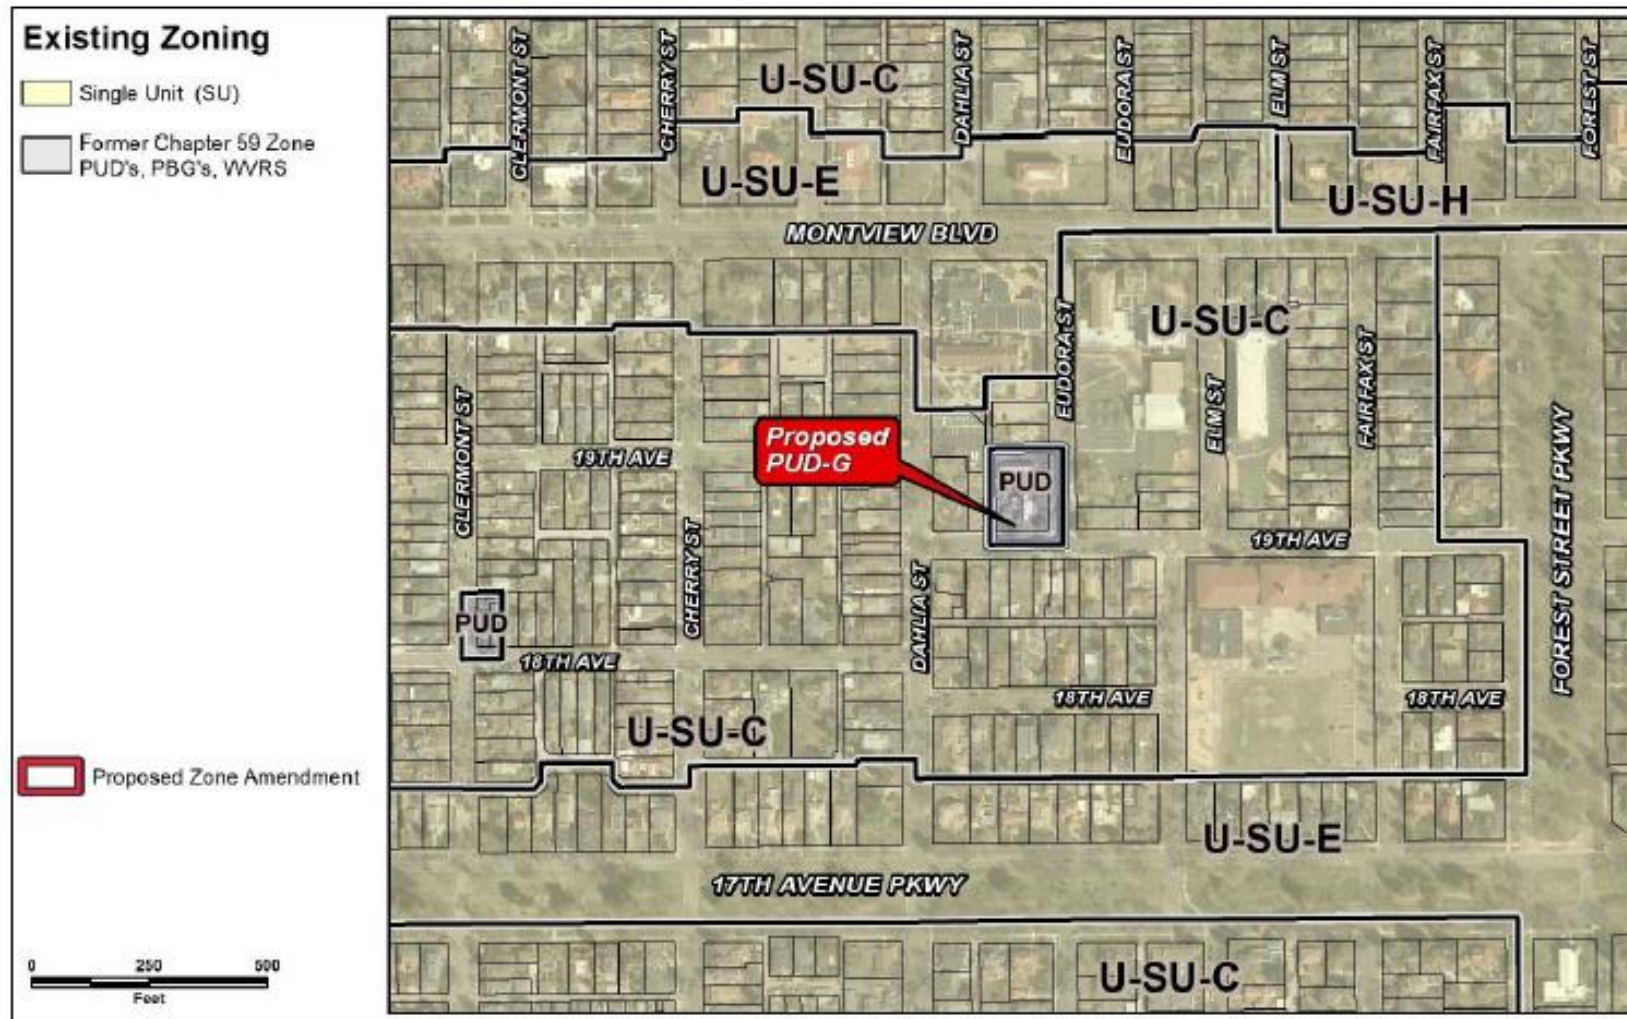 Existing Zoning
Single Unit (SU)
Former Chapter 59 Zone
PUD's, PBG's, WVRS
Proposed Zone Amendment
0 250 500
Feet
CLERMONT ST
CHERRY ST
U-SU-C
DAHLIA ST
EUDORA ST
ELM ST
FAIRFAX ST
FOREST ST
U-SU-E
U-SU-H
MONTVIEW BLVD
U-SU-C
EUDORA ST
FAIRFAX ST
ELM ST
CLERMONT ST
Proposed
PUD-G
19TH AVE
PUD
FOREST STREET PKWY
CHERRY ST
19TH AVE
DAHLIA ST
PUD
18TH AVE
18TH AVE
18TH AVE
U-SU-C
U-SU-E
17TH AVENUE PKWY
U-SU-C